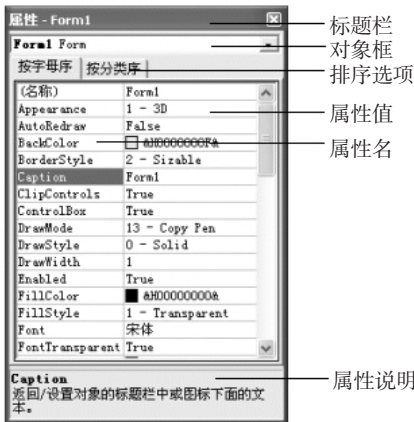 属性 - Form1
标题栏
Form1 Form
对象框
按字母序 按分类序
排序选项
(名称) Form1
Appearance 1 - 3D
属性值
AutoRedraw False
BackColor &H8000000F&
属性名
BorderStyle 2 - Sizable
Caption Form1
ClipControls True
ControlBox True
DrawMode 13 - Copy Pen
DrawStyle 0 - Solid
DrawWidth 1
Enabled True
FillColor &H00000000&
FillStyle 1 - Transparent
Font 宋体
FontTransparent True
Caption
属性说明
返回/设置对象的标题栏中或图标下面的文
本。